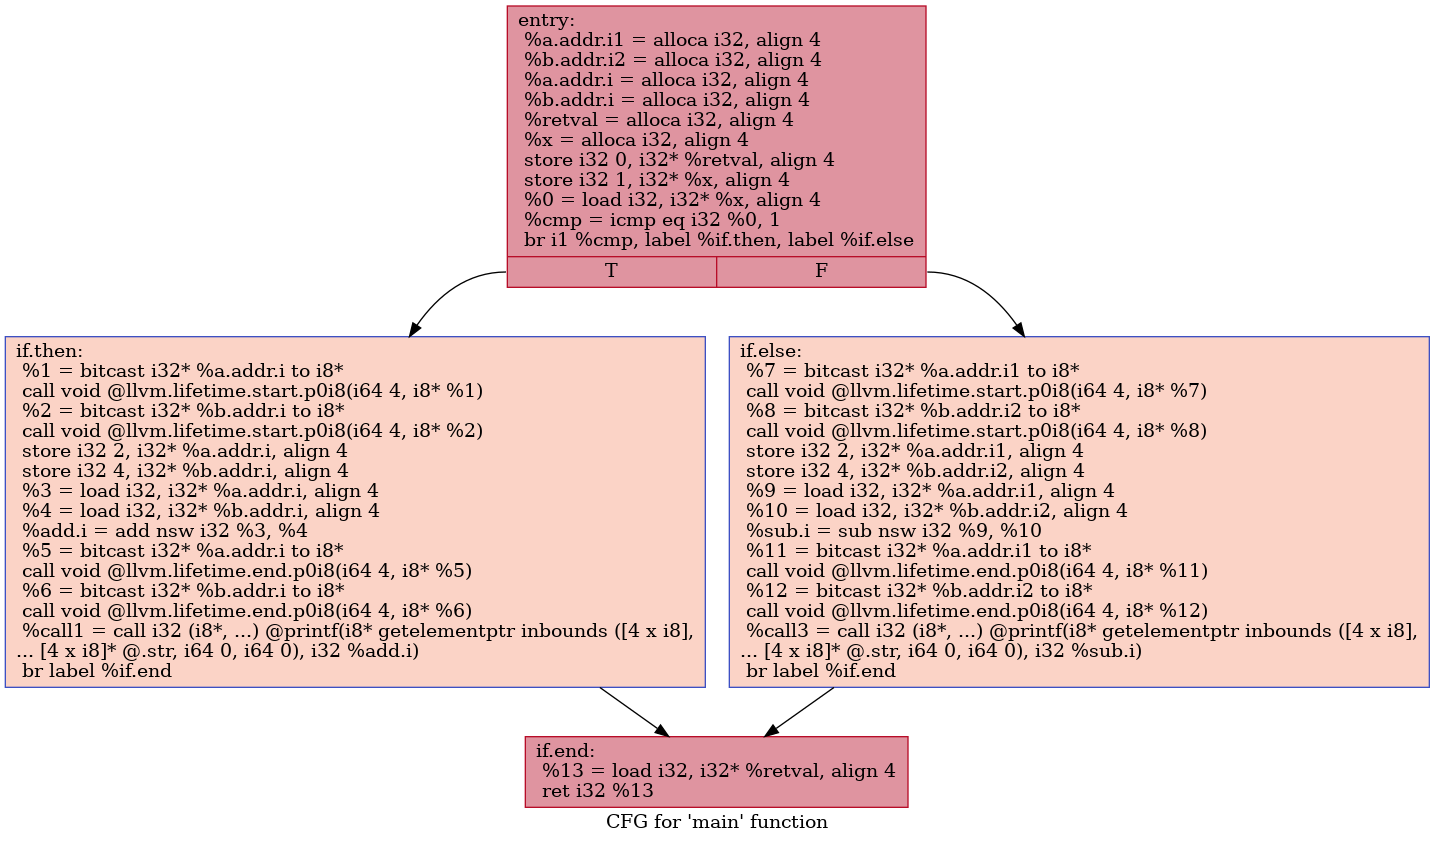 entry:
%a.addr.i1 = alloca i32, align 4
%b.addr.i2 = alloca i32, align 4
%a.addr.i = alloca i32, align 4
%b.addr.i = alloca i32, align 4
%retval = alloca i32, align 4
%x = alloca i32, align 4
store i32 0, i32* %retval, align 4
store i32 1, i32* %x, align 4
%0 = load i32, i32* %x, align 4
%cmp = icmp eq i32 %0, 1
br i1 %cmp, label %if.then, label %if.else
T
F
if.then:
%1 = bitcast i32* %a.addr.i to i8*
call void @llvm.lifetime.start.p0i8(i64 4, i8* %1)
%2 = bitcast i32* %b.addr.i to i8*
call void @llvm.lifetime.start.p0i8(i64 4, i8* %2)
store i32 2, i32* %a.addr.i, align 4
store i32 4, i32* %b.addr.i, align 4
%3 = load i32, i32* %a.addr.i, align 4
%4 = load i32, i32* %b.addr.i, align 4
%add.i = add nsw i32 %3, %4
%5 = bitcast i32* %a.addr.i to i8*
call void @llvm.lifetime.end.p0i8(i64 4, i8* %5)
%6 = bitcast i32* %b.addr.i to i8*
call void @llvm.lifetime.end.p0i8(i64 4, i8* %6)
%call1 = call i32 (i8*, ...) @printf(i8* getelementptr inbounds ([4 x i8],
... [4 x i8]* @.str, i64 0, i64 0), i32 %add.i)
br label %if.end
if.else:
%7 = bitcast i32* %a.addr.i1 to i8*
call void @llvm.lifetime.start.p0i8(i64 4, i8* %7)
%8 = bitcast i32* %b.addr.i2 to i8*
call void @llvm.lifetime.start.p0i8(i64 4, i8* %8)
store i32 2, i32* %a.addr.i1, align 4
store i32 4, i32* %b.addr.i2, align 4
%9 = load i32, i32* %a.addr.i1, align 4
%10 = load i32, i32* %b.addr.i2, align 4
%sub.i = sub nsw i32 %9, %10
%11 = bitcast i32* %a.addr.i1 to i8*
call void @llvm.lifetime.end.p0i8(i64 4, i8* %11)
%12 = bitcast i32* %b.addr.i2 to i8*
call void @llvm.lifetime.end.p0i8(i64 4, i8* %12)
%call3 = call i32 (i8*, ...) @printf(i8* getelementptr inbounds ([4 x i8],
... [4 x i8]* @.str, i64 0, i64 0), i32 %sub.i)
br label %if.end
if.end:
%13 = load i32, i32* %retval, align 4
ret i32 %13
CFG for 'main' function